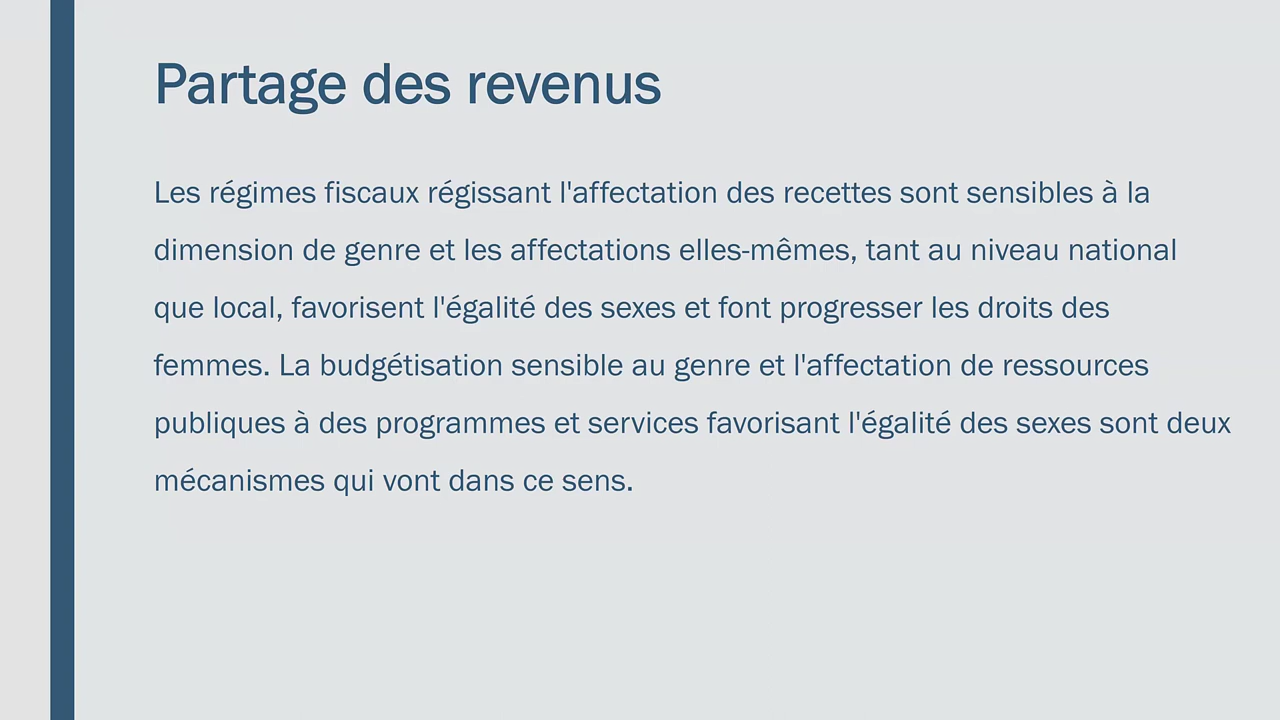 Partage des revenus
Les régimes fiscaux régissant l'affectation des recettes sont sensibles à la
dimension de genre et les affectations elles-mêmes, tant au niveau national
que local, favorisent l'égalité des sexes et font progresser les droits des
femmes. La budgétisation sensible au genre et l'affectation de ressources
publiques à des programmes et services favorisant l'égalité des sexes sont deux
mécanismes qui vont dans ce sens.